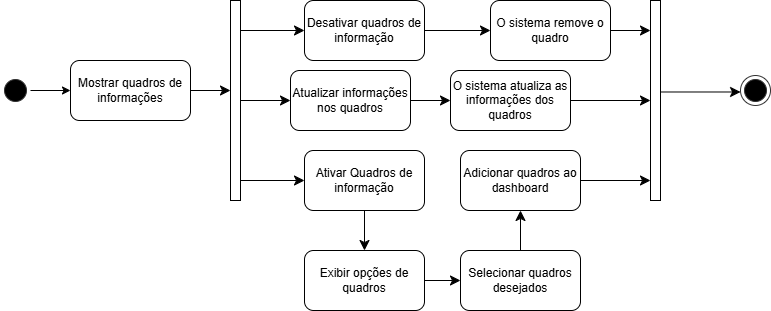 Mostrar quadros de
informações
Desativar quadros de
informação
O sistema remove o
quadro
Atualizar informações
nos quadros
O sistema atualiza as
informações dos
quadros
Ativar Quadros de
informação
Adicionar quadros ao
dashboard
Exibir opções de
quadros
Selecionar quadros
desejados